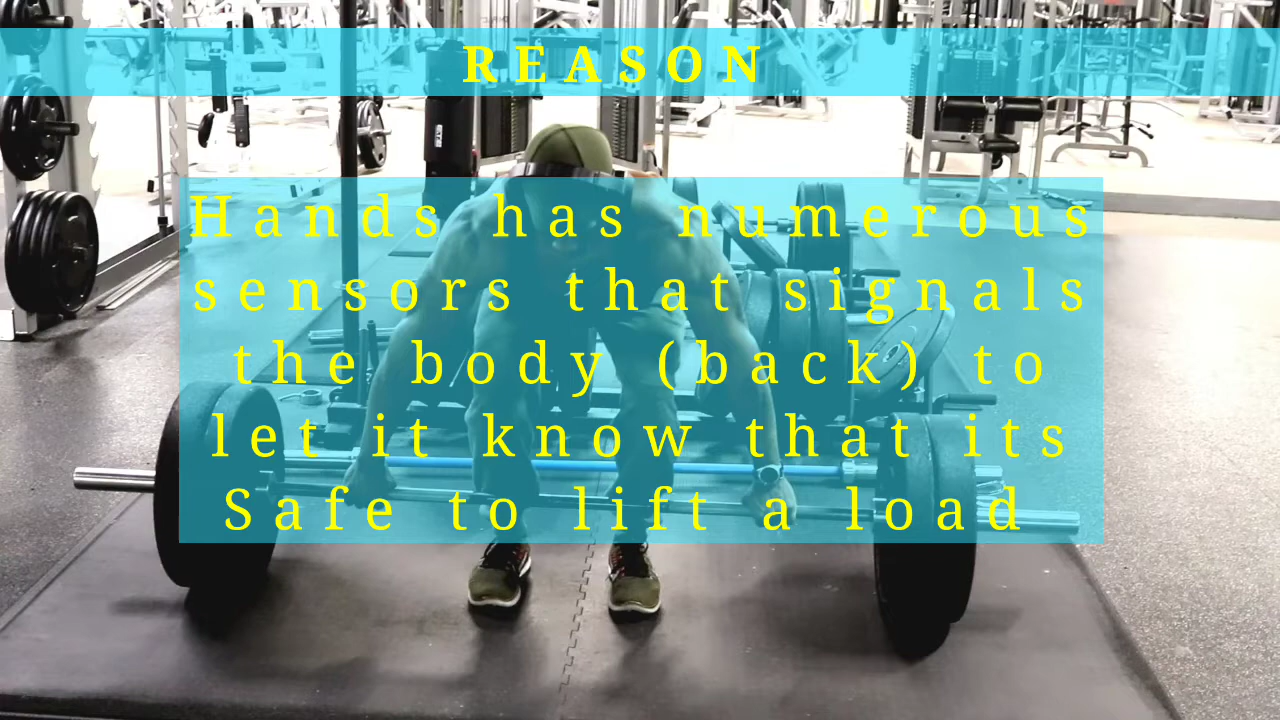 REASON
Hands has numerous
sensors that signals
the body (back) to
let it know that its
Safe to lift a load